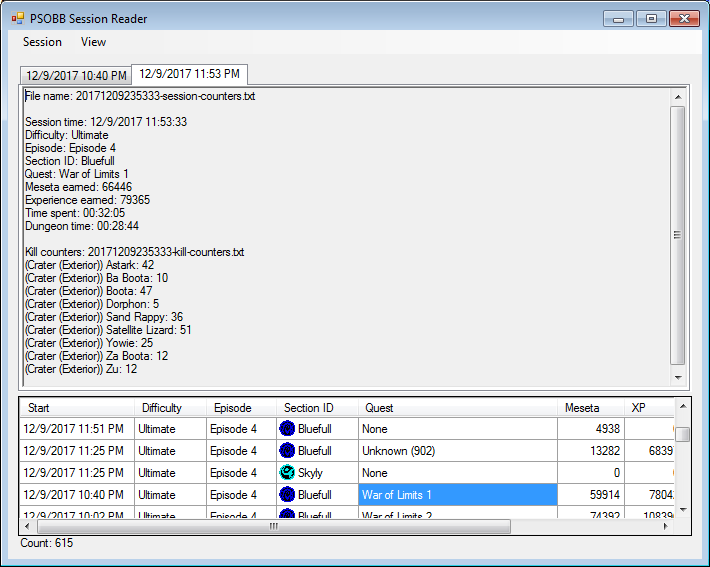 PSOBB Session Reader
Session View
12/9/2017 10:40 PM 12/9/2017 11:53 PM
File name: 20171209235333-session-counters.txt
Session time: 12/9/2017 11:53:33
Difficulty: Ultimate
Episode: Episode 4
Section ID: Bluefull
Quest: War of Limits 1
Meseta earned: 66446
Experience earned: 79365
Time spent: 00:32:05
Dungeon time: 00:28:44
Kill counters: 20171209235333-kill-counters.txt
(Crater (Exterior)) Astark: 42
(Crater (Exterior)) Ba Boota: 10
(Crater (Exterior)) Boota: 47
(Crater (Exterior)) Dorphon: 5
(Crater (Exterior)) Sand Rappy: 36
(Crater (Exterior)) Satellite Lizard: 51
(Crater (Exterior)) Yowie: 25
(Crater (Exterior)) Za Boota: 12
(Crater (Exterior)) Zu: 12
Start Difficulty Episode Section ID Quest Meseta XP
12/9/2017 11:51 PM Ultimate Episode 4 Bluefull None 4938
12/9/2017 11:25 PM Ultimate Episode 4 Bluefull Unknown (902) 13282 6839
12/9/2017 11:25 PM Ultimate Episode 4 Skyly None 0
12/9/2017 10:40 PM Ultimate Episode 4 Bluefull War of Limits 1 59914 7804
12/9/2017 10:02 PM Ultimate Episode 4 Bluefull War of Limits 2 74392 10839
Count: 615